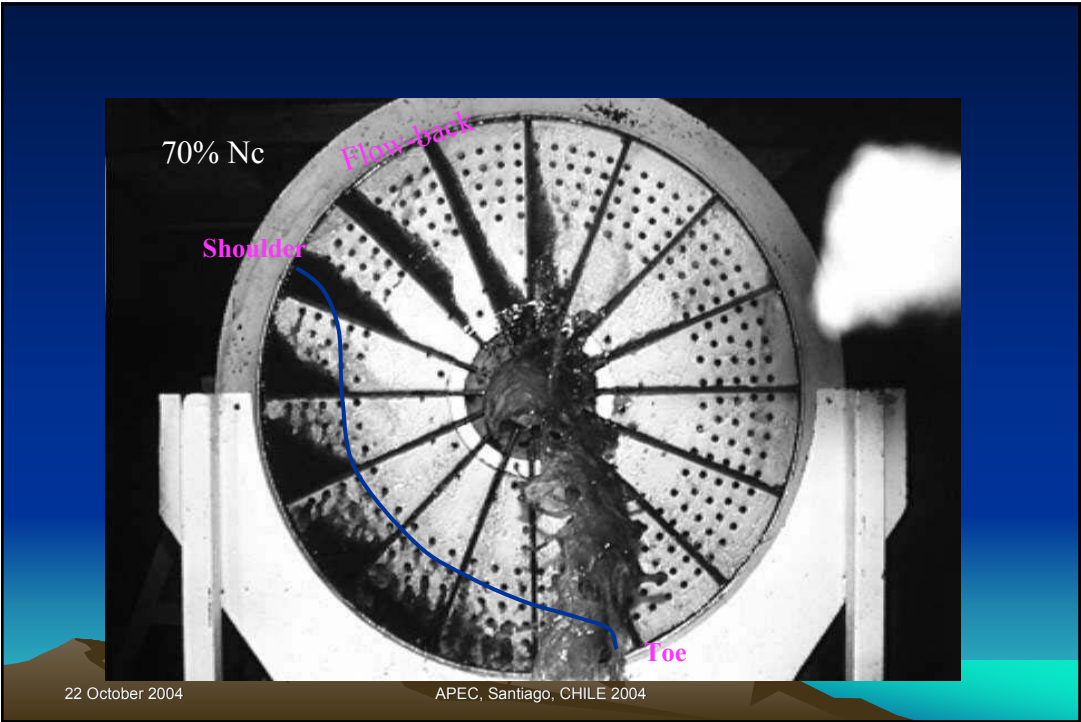 Flow-back
70% Nc
Shoulder
Toe
22 October 2004
APEC, Santiago, CHILE 2004